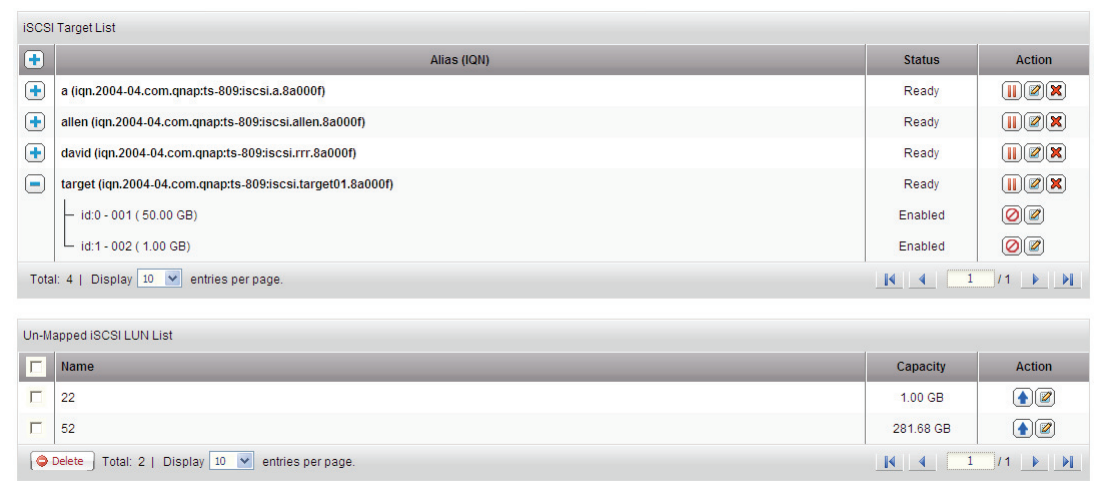 iSCSI Target List
Alias (IQN) Status Action
a (iqn.2004-04.com.qnap:ts-809:iscsi.a.8a000f) Ready
allen (iqn.2004-04.com.qnap:ts-809:iscsi.allen.8a000f) Ready
david (iqn.2004-04.com.qnap:ts-809:iscsi.rrr.8a000f) Ready
target (iqn.2004-04.com.qnap:ts-809:iscsi.target01.8a000f) Ready
id:0 - 001 ( 50.00 GB) Enabled
id:1 - 002 ( 1.00 GB) Enabled
Total: 4 | Display 10 entries per page. 1 / 1
Un-Mapped iSCSI LUN List
Name Capacity Action
22 1.00 GB
52 281.68 GB
Delete Total: 2 | Display 10 entries per page. 1 / 1